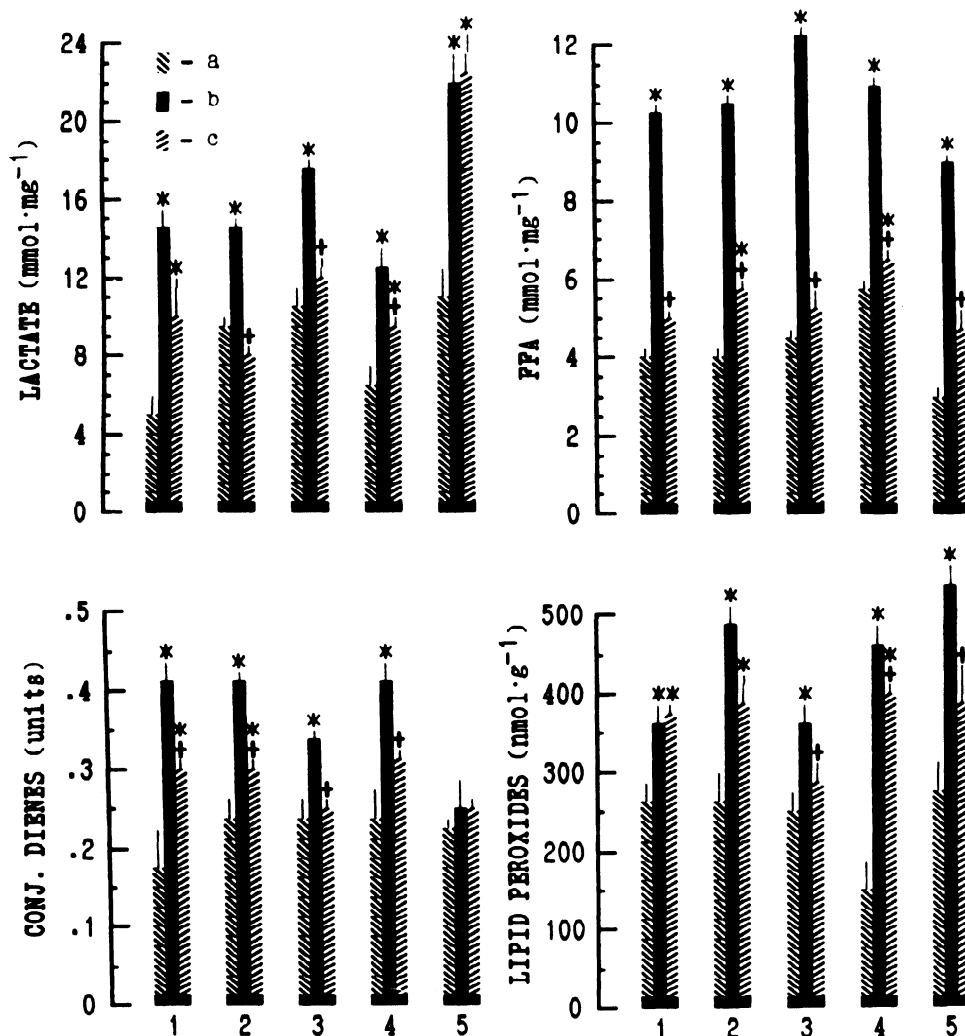 LACTATE (mmol·mg⁻¹)
24
20
16
12
8
4
0
- a
- b
- c
* * * + * + * * + * *
FFA (mmol·mg⁻¹)
12
10
8
6
4
2
0
* + * * + * + * * + * +
CONJ. DIENES (units)
.5
.4
.3
.2
.1
0
* * + * * + * + * +
1 2 3 4 5
LIPID PEROXIDES (nmol·g⁻¹)
500
400
300
200
100
0
* * * * * + * * + * +
1 2 3 4 5